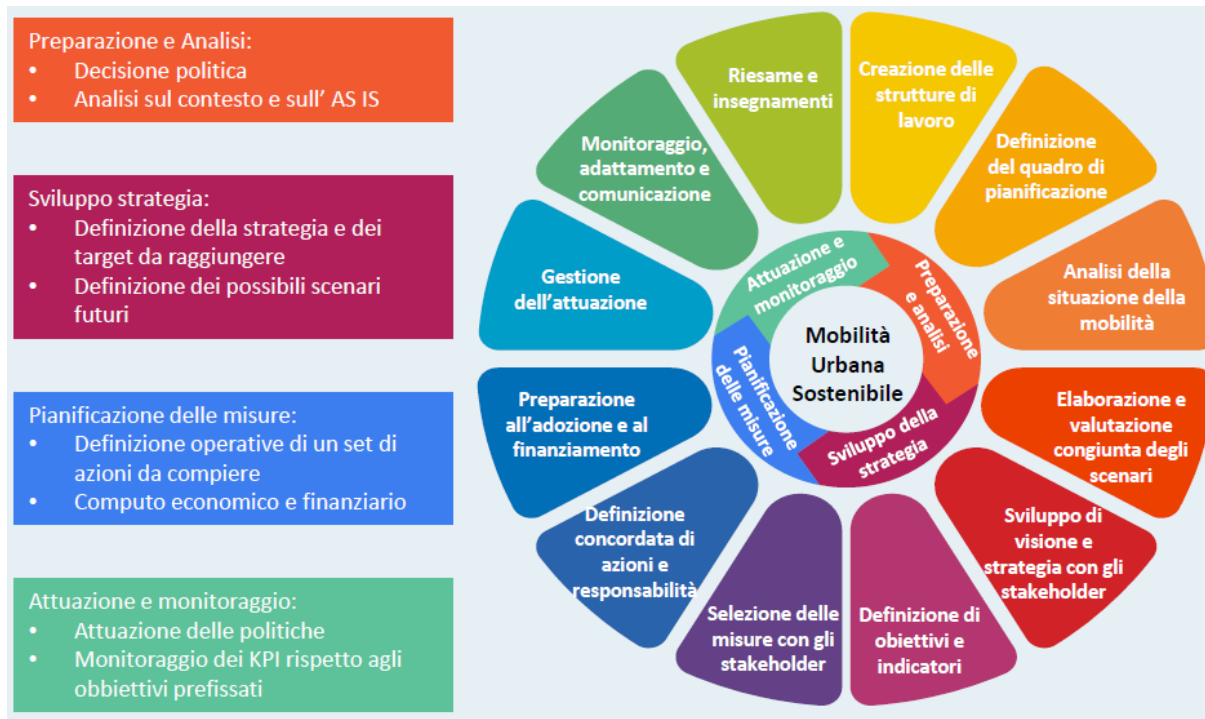 Preparazione e Analisi:
• Decisione politica
• Analisi sul contesto e sull' AS IS
Sviluppo strategia:
• Definizione della strategia e dei
target da raggiungere
• Definizione dei possibili scenari
futuri
Pianificazione delle misure:
• Definizione operative di un set di
azioni da compiere
• Computo economico e finanziario
Attuazione e monitoraggio:
• Attuazione delle politiche
• Monitoraggio dei KPI rispetto agli
obbiettivi prefissati
Creazione delle
strutture di
lavoro
Definizione
del quadro di
pianificazione
Analisi della
situazione della
mobilità
Elaborazione e
valutazione
congiunta degli
scenari
Sviluppo di
visione e
strategia con gli
stakeholder
Definizione di
obiettivi e
indicatori
Selezione delle
misure con gli
stakeholder
Definizione
concordata di
azioni e
responsabilità
Preparazione
all'adozione e al
finanziamento
Gestione
dell'attuazione
Monitoraggio,
adattamento e
comunicazione
Riesame e
insegnamenti
Preparazione
e analisi
Sviluppo della
strategia
Pianificazione
delle misure
Attuazione e
monitoraggio
Mobilità
Urbana
Sostenibile